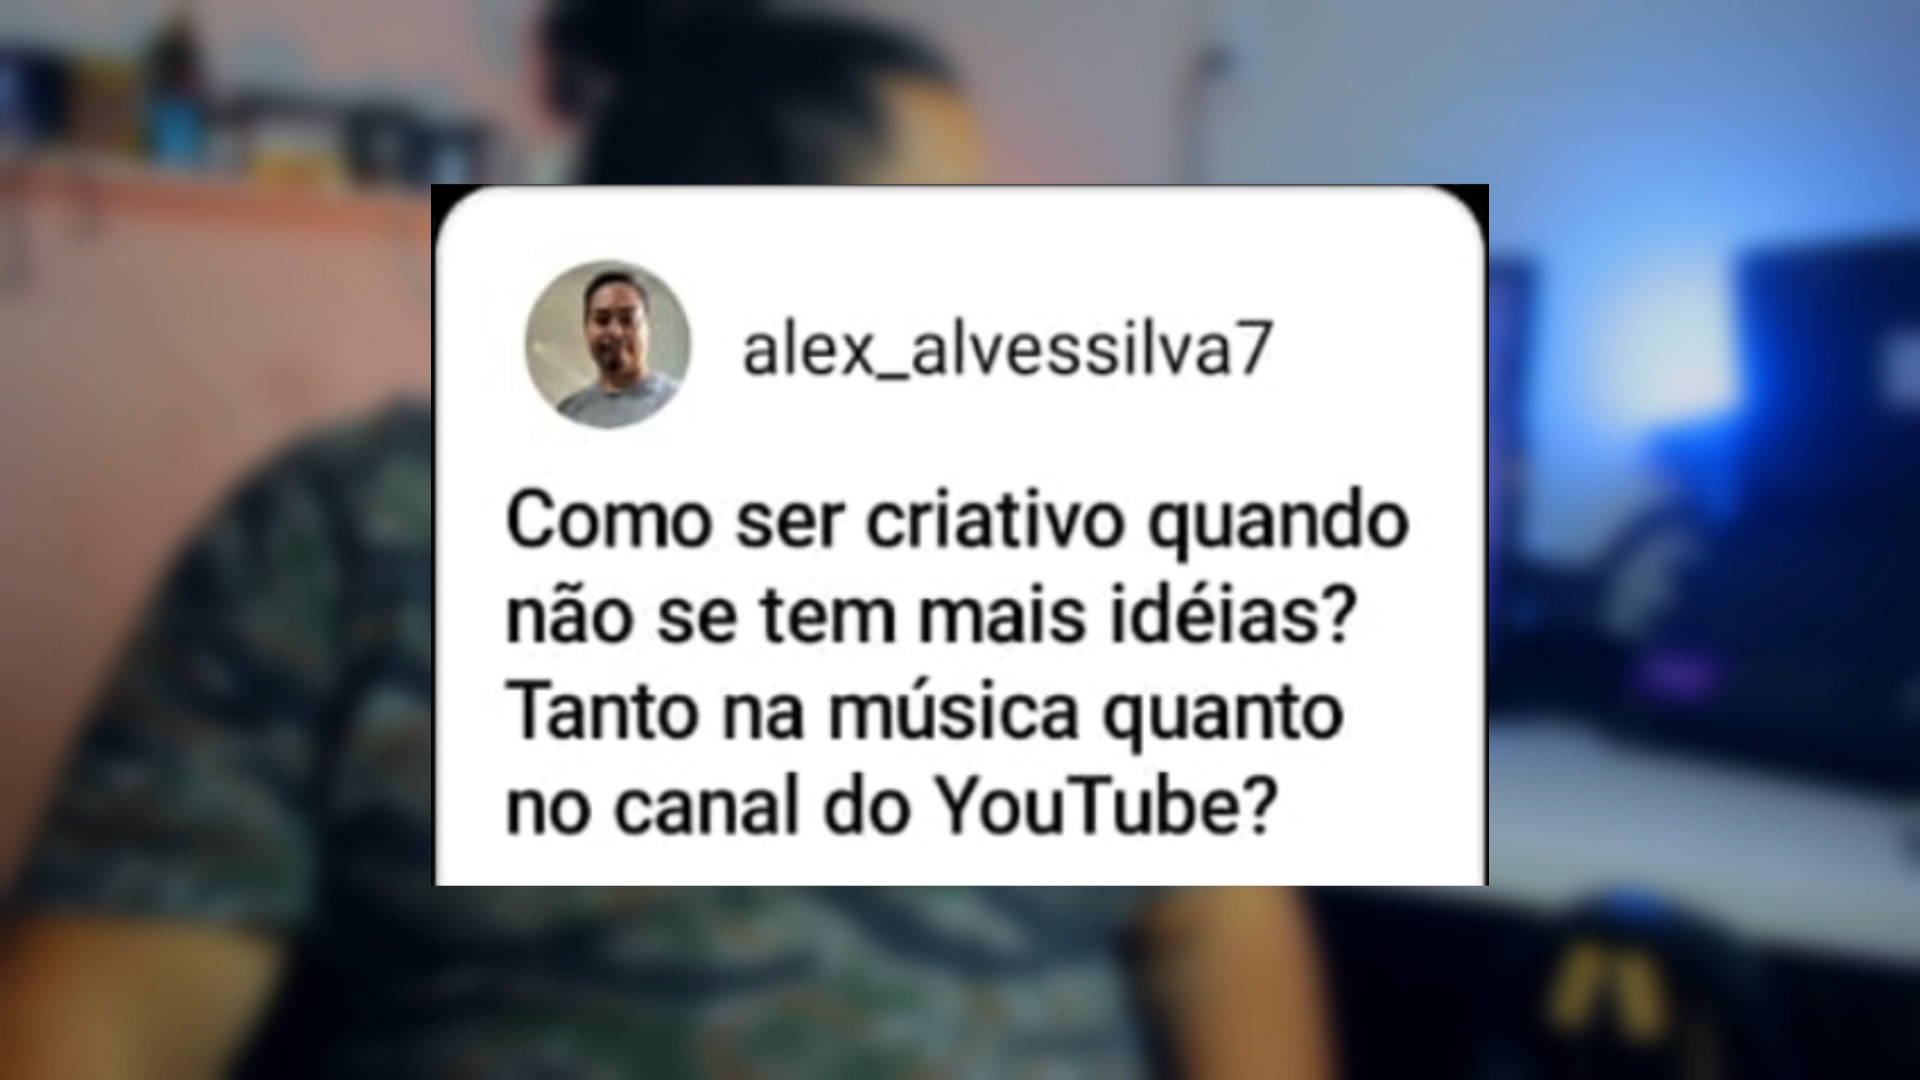 alex_alvessilva7
Como ser criativo quando
não se tem mais idéias?
Tanto na música quanto
no canal do YouTube?